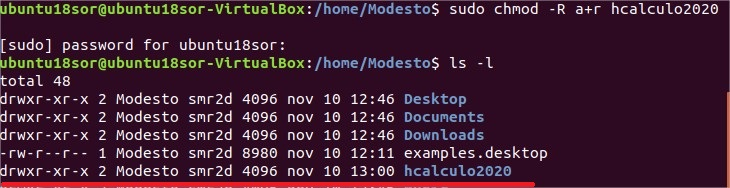 ubuntu18sor@ubuntu18sor-VirtualBox:/home/Modesto$ sudo chmod -R a+r hcalculo2020
[sudo] password for ubuntu18sor:
ubuntu18sor@ubuntu18sor-VirtualBox:/home/Modesto$ ls -l
total 48
drwxr-xr-x 2 Modesto smr2d 4096 nov 10 12:46 Desktop
drwxr-xr-x 2 Modesto smr2d 4096 nov 10 12:46 Documents
drwxr-xr-x 2 Modesto smr2d 4096 nov 10 12:46 Downloads
-rw-r--r-- 1 Modesto smr2d 8980 nov 10 12:11 examples.desktop
drwxr-xr-x 2 Modesto smr2d 4096 nov 10 13:00 hcalculo2020